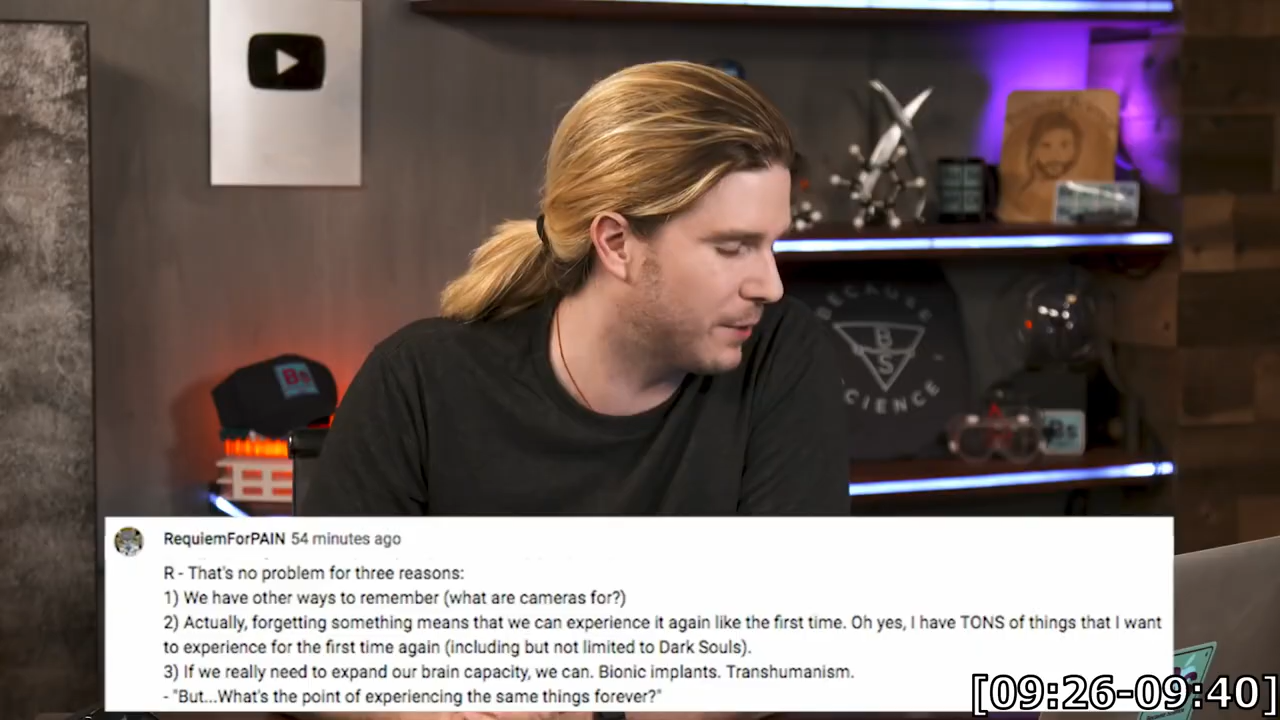 BECAUSE
BS
SCIENCE
Bs
Bs
RequiemForPAIN 54 minutes ago
R - That's no problem for three reasons:
1) We have other ways to remember (what are cameras for?)
2) Actually, forgetting something means that we can experience it again like the first time. Oh yes, I have TONS of things that I want
to experience for the first time again (including but not limited to Dark Souls).
3) If we really need to expand our brain capacity, we can. Bionic implants. Transhumanism.
- "But...What's the point of experiencing the same things forever?"
[09:26-09:40]